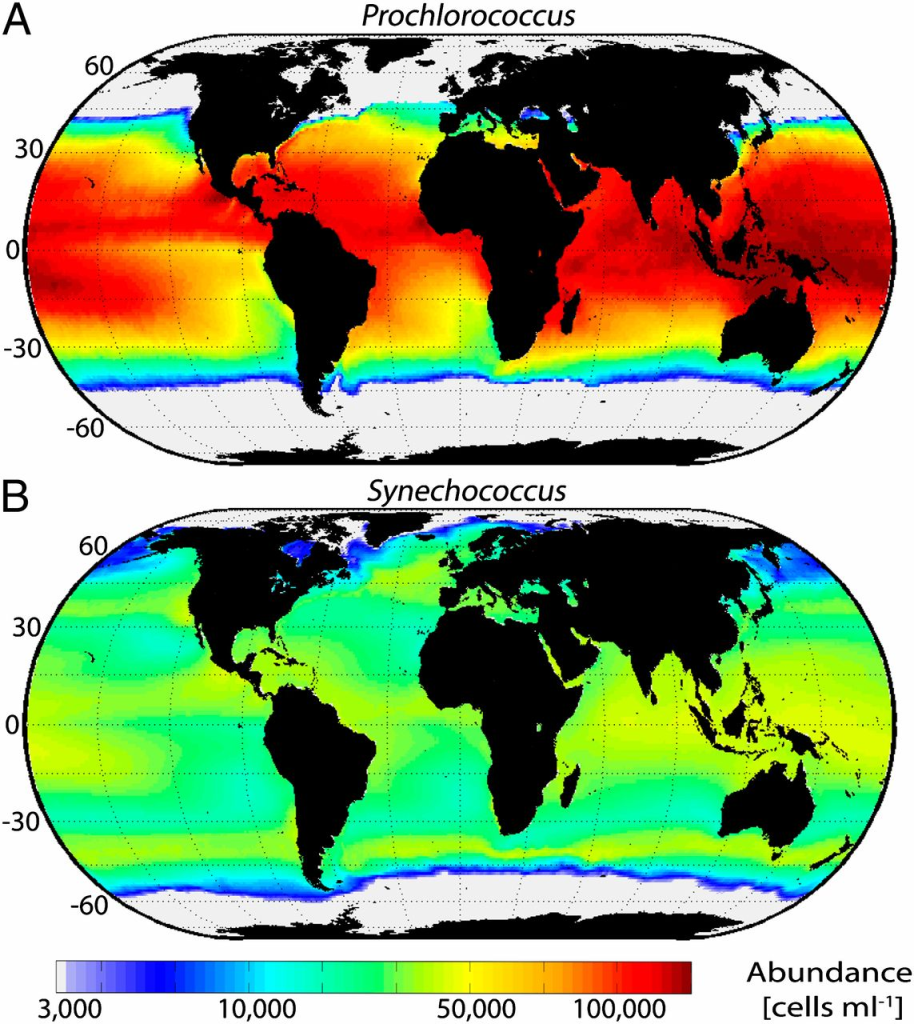 A
Prochlorococcus
60
30
0
-30
-60
B
Synechococcus
60
30
0
-30
-60
3,000 10,000 50,000 100,000
Abundance
[cells ml⁻¹]